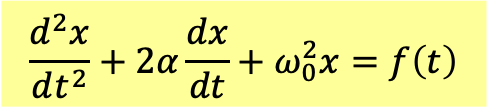 d²x/dt² + 2α dx/dt + ω₀²x = f(t)